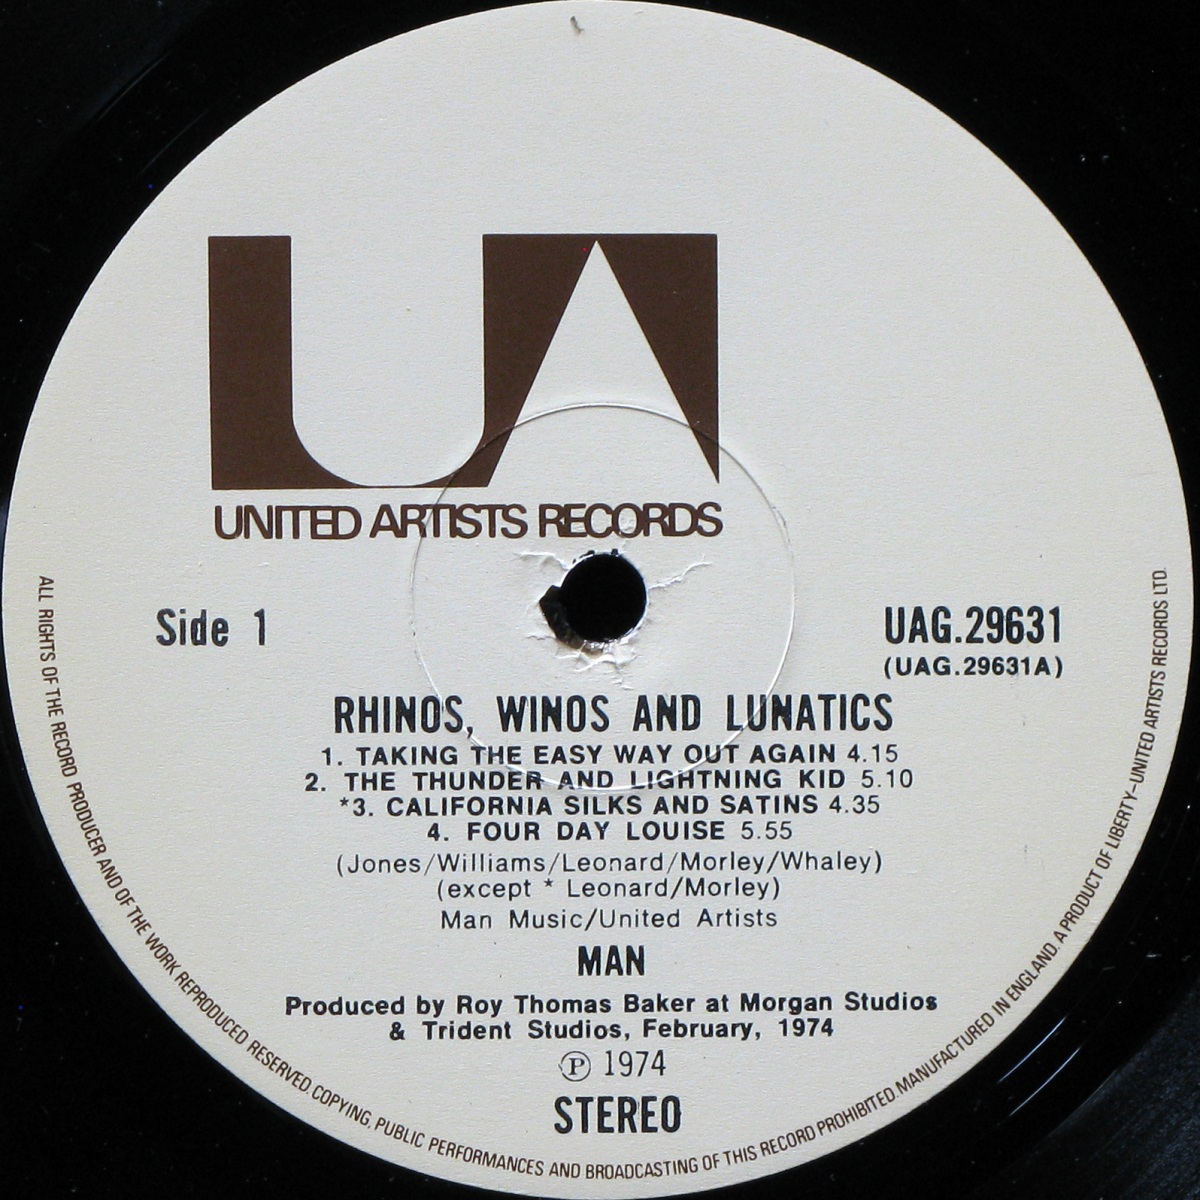 UA
UNITED ARTISTS RECORDS
Side 1
UAG.29631
(UAG.29631A)
RHINOS, WINOS AND LUNATICS
1. TAKING THE EASY WAY OUT AGAIN 4.15
2. THE THUNDER AND LIGHTNING KID 5.10
*3. CALIFORNIA SILKS AND SATINS 4.35
4. FOUR DAY LOUISE 5.55
(Jones/Williams/Leonard/Morley/Whaley)
(except * Leonard/Morley)
Man Music/United Artists
MAN
Produced by Roy Thomas Baker at Morgan Studios
& Trident Studios, February, 1974
Ⓟ 1974
STEREO
ALL RIGHTS OF THE RECORD PRODUCER AND OF THE WORK REPRODUCED RESERVED. COPYING, PUBLIC PERFORMANCES AND BROADCASTING OF THIS RECORD PROHIBITED. MANUFACTURED IN ENGLAND. A PRODUCT OF LIBERTY–UNITED ARTISTS RECORDS LTD.